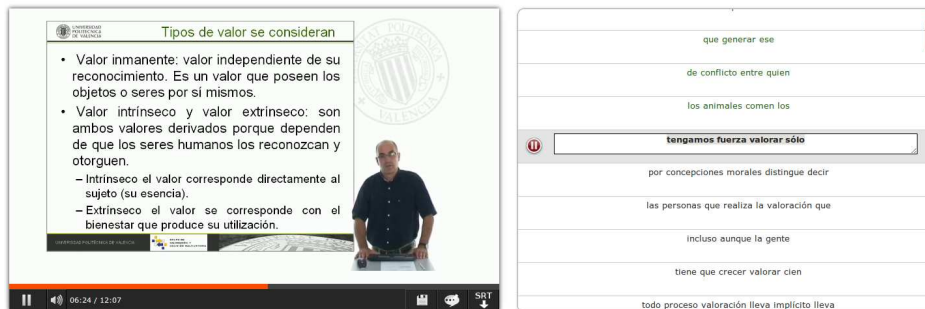 UNIVERSIDAD
POLITECNICA
DE VALENCIA
Tipos de valor se consideran
• Valor inmanente: valor independiente de su
reconocimiento. Es un valor que poseen los
objetos o seres por sí mismos.
• Valor intrínseco y valor extrínseco: son
ambos valores derivados porque dependen
de que los seres humanos los reconozcan y
otorguen.
– Intrínseco el valor corresponde directamente al
sujeto (su esencia).
– Extrínseco el valor se corresponde con el
bienestar que produce su utilización.
UNIVERSIDAD POLITÉCNICA DE VALENCIA
06:24 / 12:07
SRT
que generar ese
de conflicto entre quien
los animales comen los
tengamos fuerza valorar sólo
por concepciones morales distingue decir
las personas que realiza la valoración que
incluso aunque la gente
tiene que crecer valorar cien
todo proceso valoración lleva implícito lleva